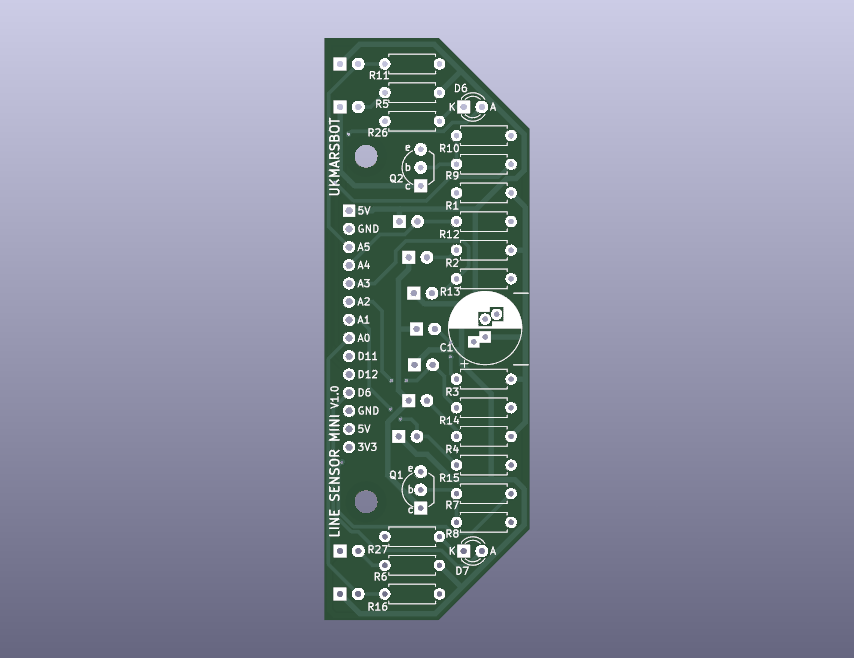 R11
D6
R5
K A
R26
UKMARSBOT
R10
e
b
c
Q2
R9
R1
5V
GND
R12
A5
A4
R2
A3
R13
A2
A1
A0
C1
D11
+
D12
R3
D6
GND
R14
5V
R4
3V3
LINE SENSOR MINI V1.0
e
b
c
Q1
R15
R7
R8
R27
K A
D7
R6
R16